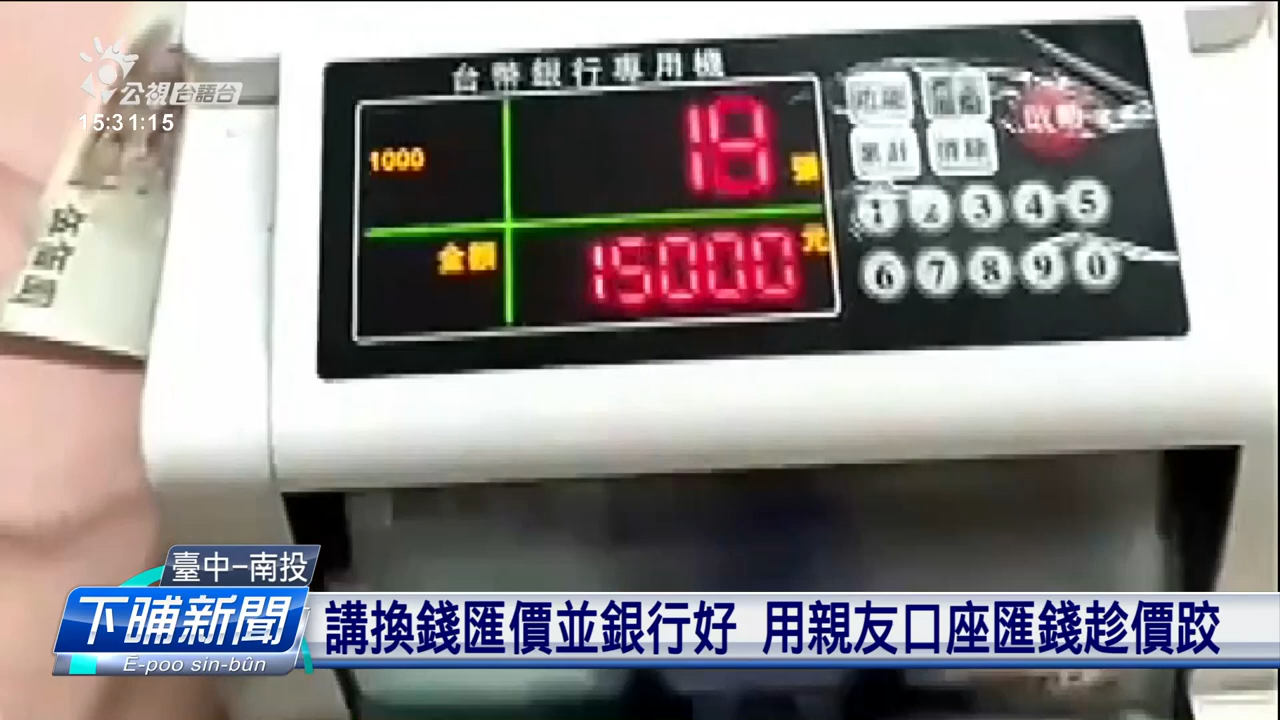 公視台語台
15:31:15
台幣銀行專用機
1000
18
張
金額
15000
元
功能
啟動
累計
清除
1 2 3 4 5
6 7 8 9 0
臺中-南投
下晡新聞
Ē-poo sin-bûn
講換錢匯價並銀行好 用親友口座匯錢趁價跤